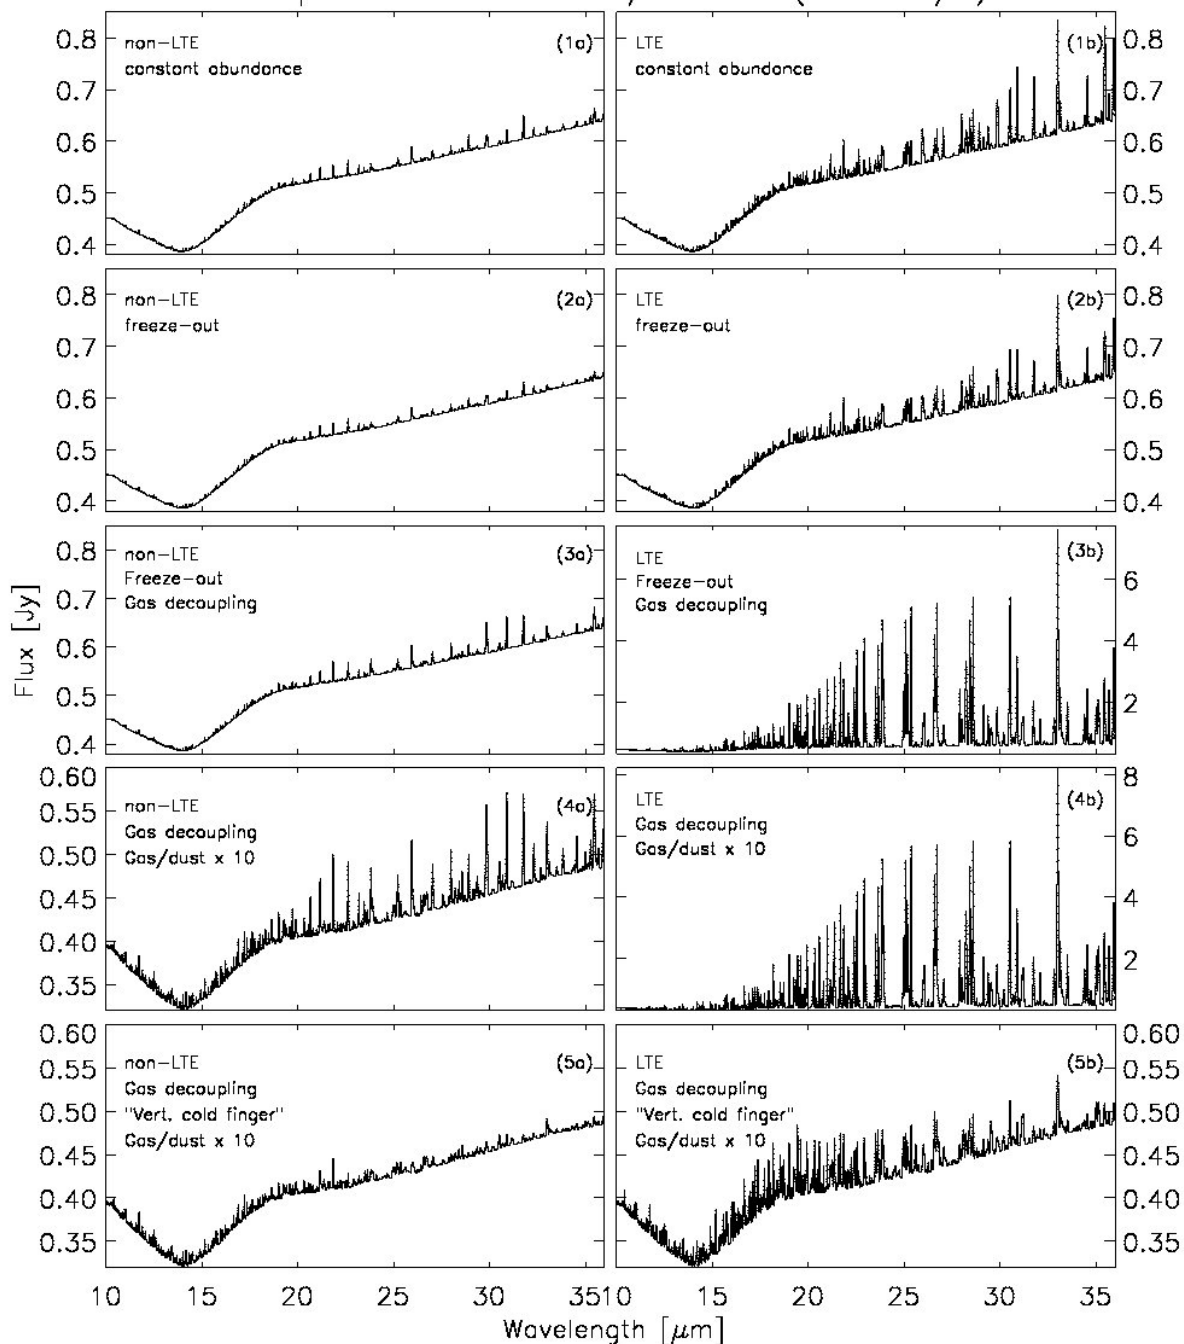 non-LTE
constant abundance
(1a)
LTE
constant abundance
(1b)
0.8
0.7
0.6
0.5
0.4
0.8
0.7
0.6
0.5
0.4
non-LTE
freeze-out
(2a)
LTE
freeze-out
(2b)
0.8
0.7
0.6
0.5
0.4
0.8
0.7
0.6
0.5
0.4
non-LTE
Freeze-out
Gas decoupling
(3a)
LTE
Freeze-out
Gas decoupling
(3b)
0.8
0.7
0.6
0.5
0.4
6
4
2
Flux [Jy]
non-LTE
Gas decoupling
Gas/dust x 10
(4a)
LTE
Gas decoupling
Gas/dust x 10
(4b)
0.60
0.55
0.50
0.45
0.40
0.35
8
6
4
2
non-LTE
Gas decoupling
"Vert. cold finger"
Gas/dust x 10
(5a)
LTE
Gas decoupling
"Vert. cold finger"
Gas/dust x 10
(5b)
0.60
0.55
0.50
0.45
0.40
0.35
0.60
0.55
0.50
0.45
0.40
0.35
10 15 20 25 30 35 10 15 20 25 30 35
Wavelength [μm]